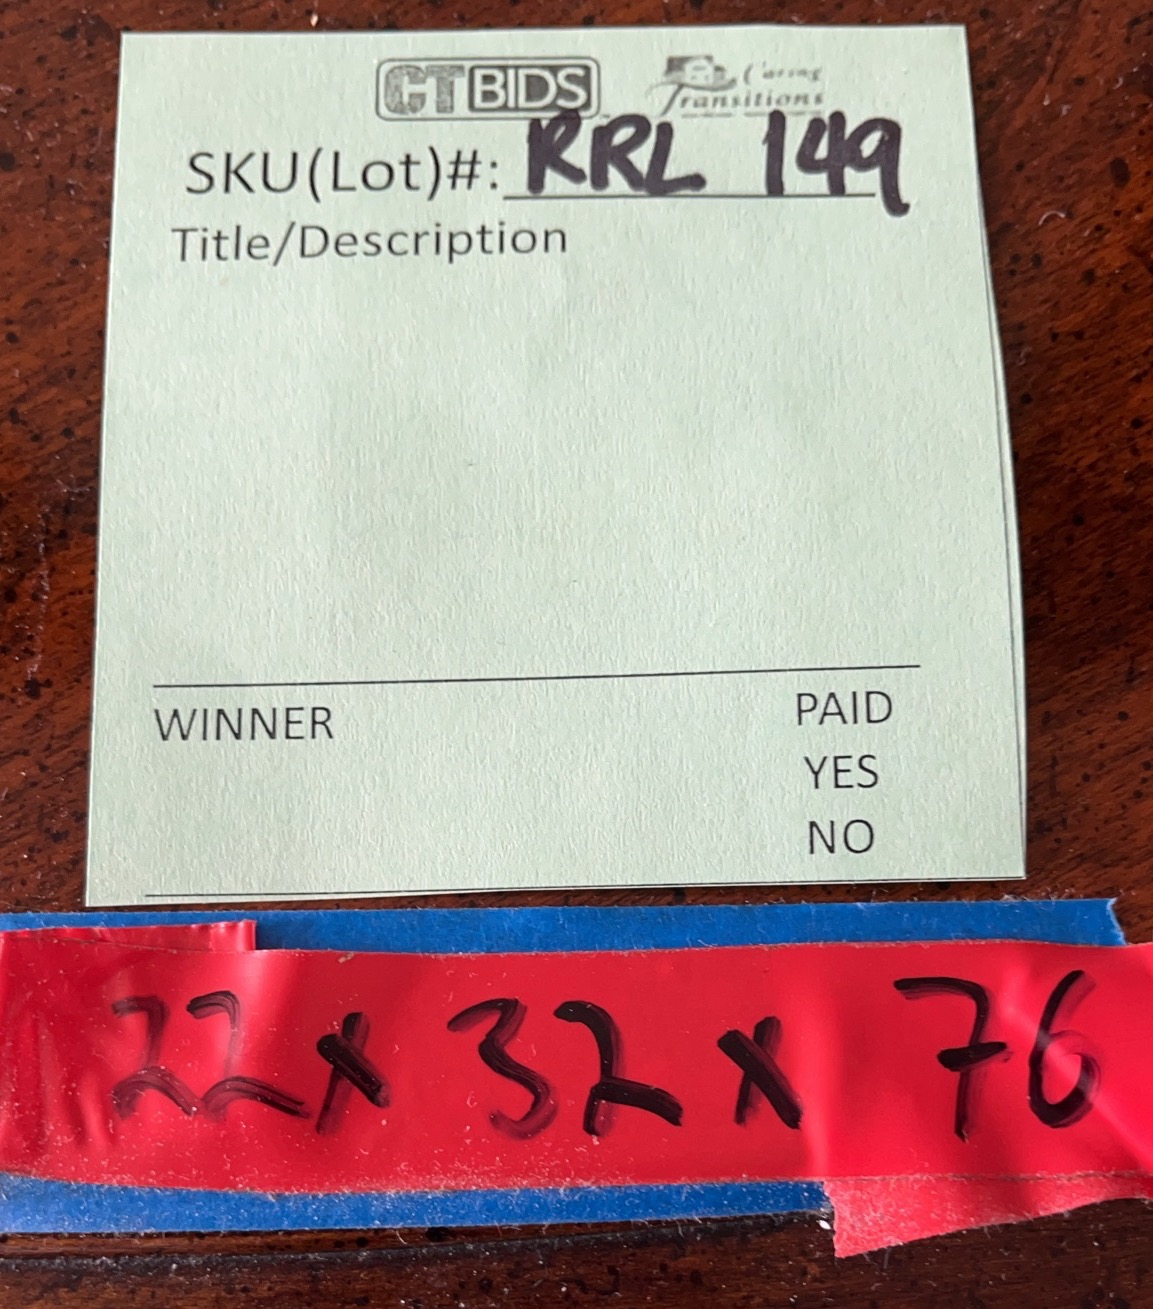 CTBIDS Caring Transitions
SKU(Lot)#: RRL 149
Title/Description
WINNER PAID
YES
NO
22 x 32 x 76